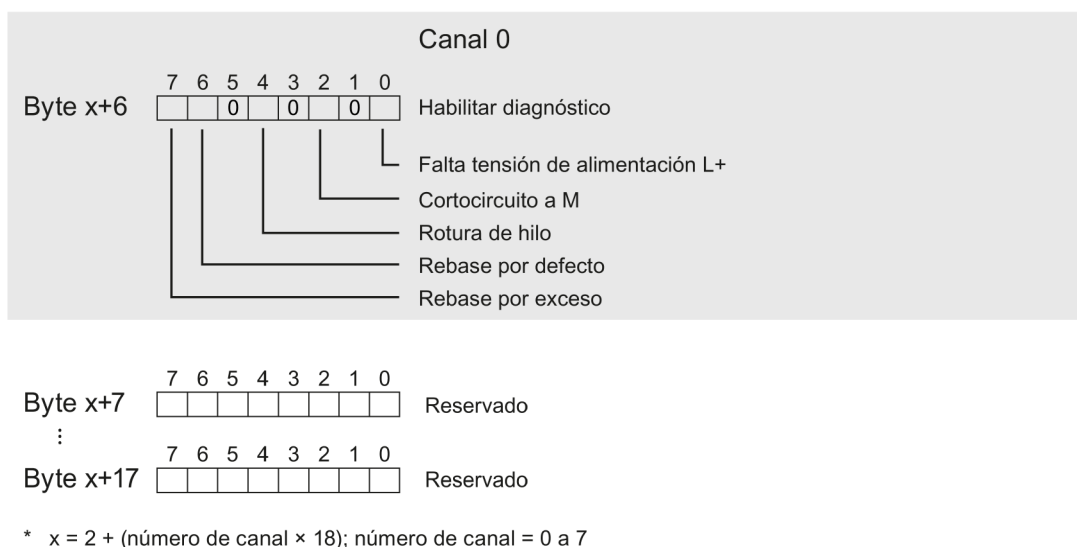 Canal 0
7 6 5 4 3 2 1 0
Byte x+6 0 0 0 Habilitar diagnóstico
Falta tensión de alimentación L+
Cortocircuito a M
Rotura de hilo
Rebase por defecto
Rebase por exceso
7 6 5 4 3 2 1 0
Byte x+7 Reservado
⋮
7 6 5 4 3 2 1 0
Byte x+17 Reservado
* x = 2 + (número de canal × 18); número de canal = 0 a 7